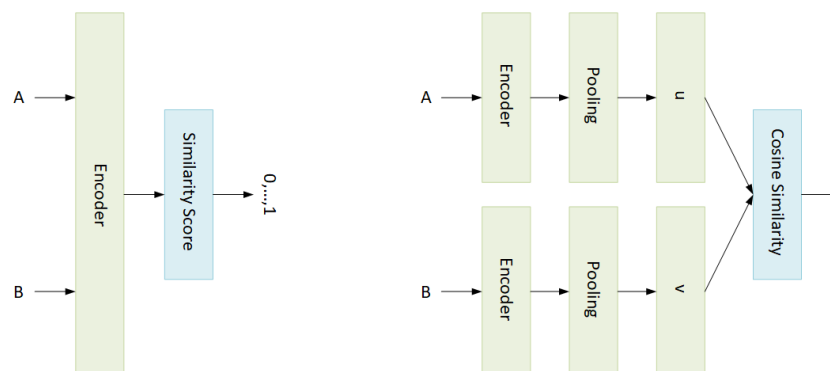 A
B
Encoder
Similarity Score
0,...,1
A
Encoder
Pooling
u
B
Encoder
Pooling
v
Cosine Similarity